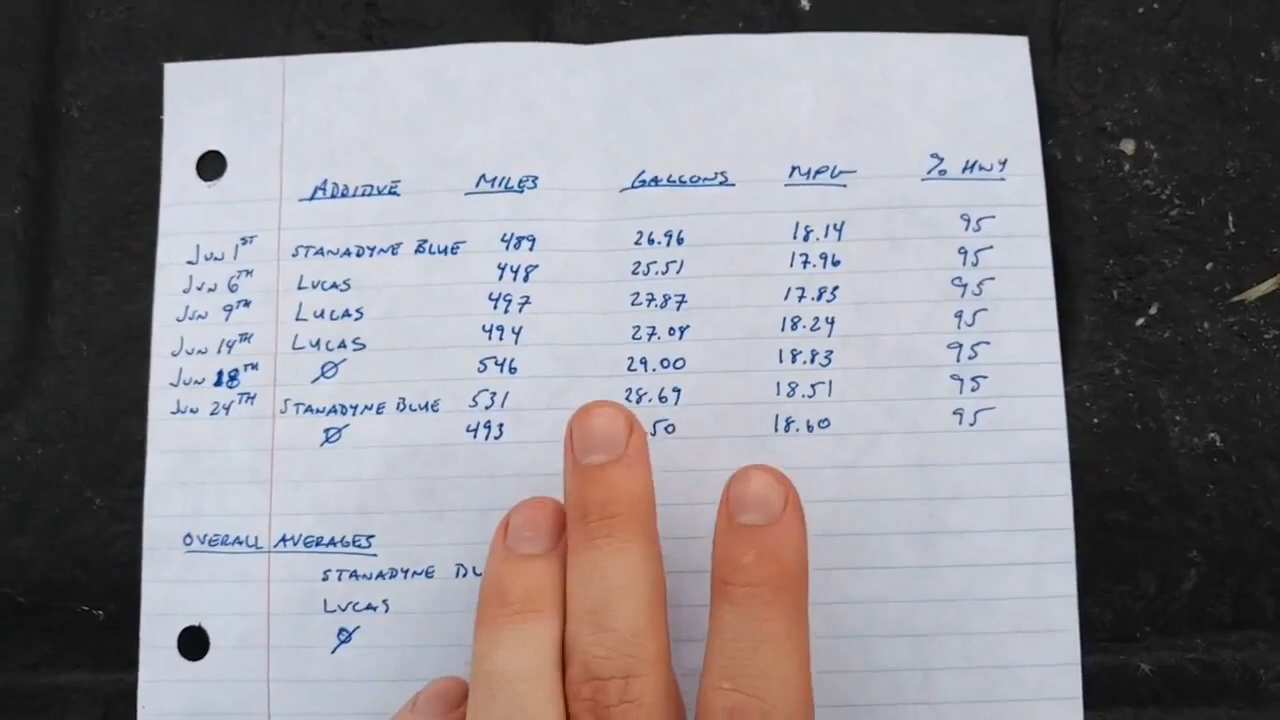 ADDITIVE MILES GALLONS MPG % HWY
JUN 1ST STANADYNE BLUE 489 26.96 18.14 95
JUN 6TH LUCAS 448 25.51 17.96 95
JUN 9TH LUCAS 497 27.87 17.83 95
JUN 14TH LUCAS 494 27.08 18.24 95
JUN 18TH Ø 546 29.00 18.83 95
JUN 24TH STANADYNE BLUE 531 28.69 18.51 95
Ø 493 .50 18.60 95
OVERALL AVERAGES
STANADYNE BL
LUCAS
Ø